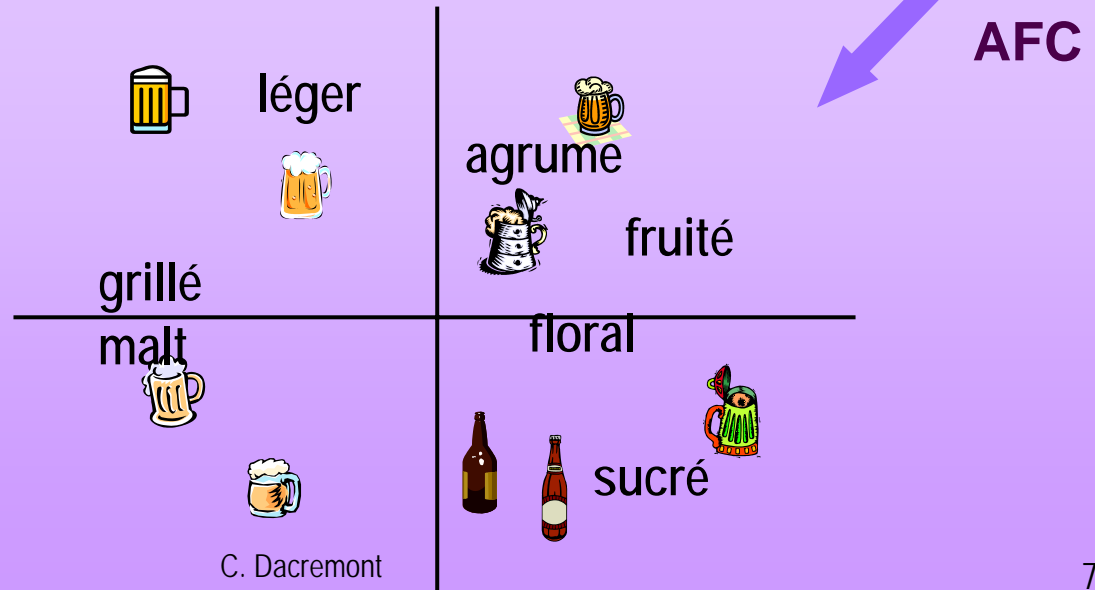 AFC
léger
agrume
fruité
grillé
malt
floral
sucré
C. Dacremont
7